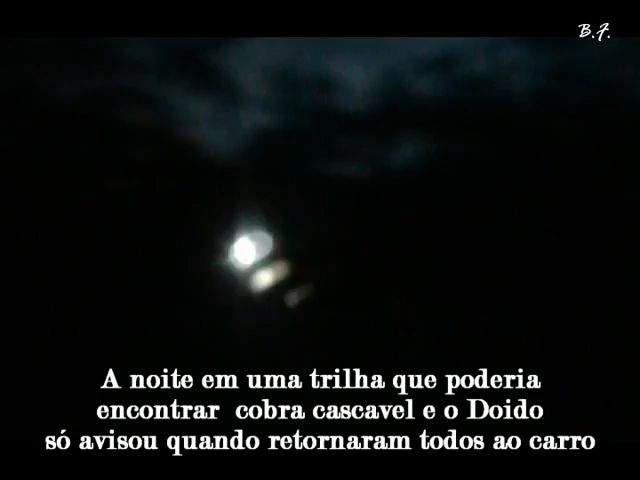 B.F.
A noite em uma trilha que poderia
encontrar cobra cascavel e o Doido
só avisou quando retornaram todos ao carro